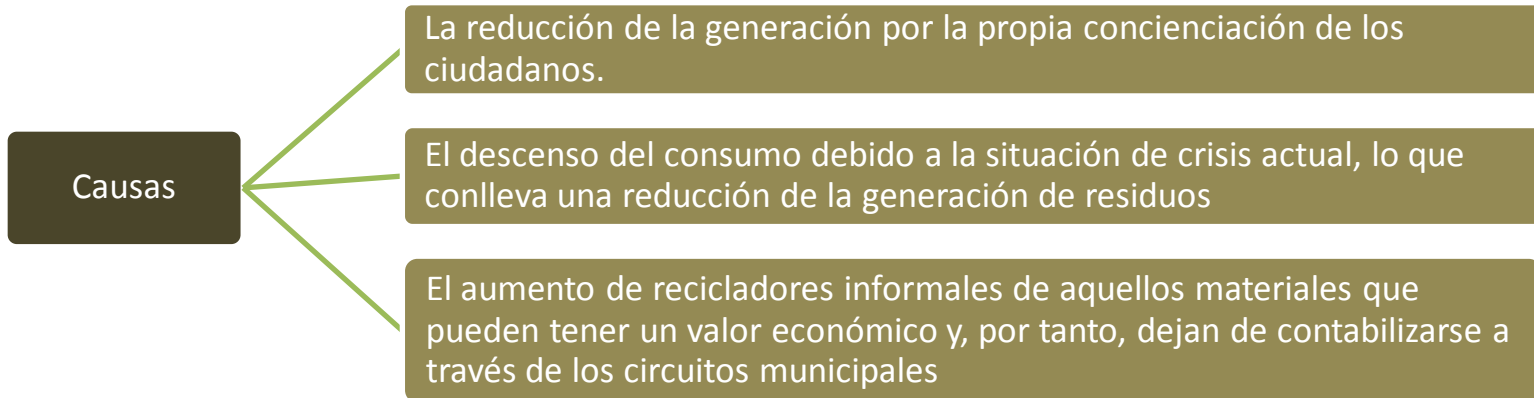 La reducción de la generación por la propia concienciación de los
ciudadanos.
Causas
El descenso del consumo debido a la situación de crisis actual, lo que
conlleva una reducción de la generación de residuos
El aumento de recicladores informales de aquellos materiales que
pueden tener un valor económico y, por tanto, dejan de contabilizarse a
través de los circuitos municipales